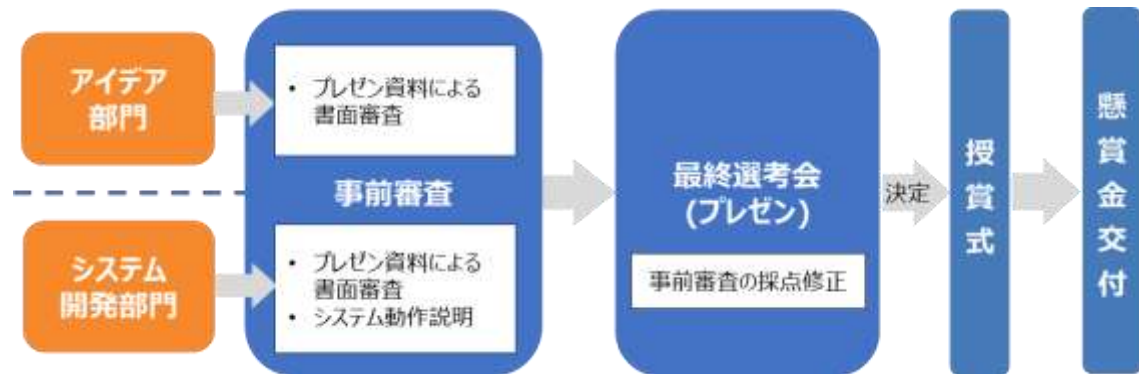 アイデア
部門
• プレゼン資料による
書面審査
事前審査
システム
開発部門
• プレゼン資料による
書面審査
• システム動作説明
最終選考会
(プレゼン)
事前審査の採点修正
決定
授賞式
懸賞金交付